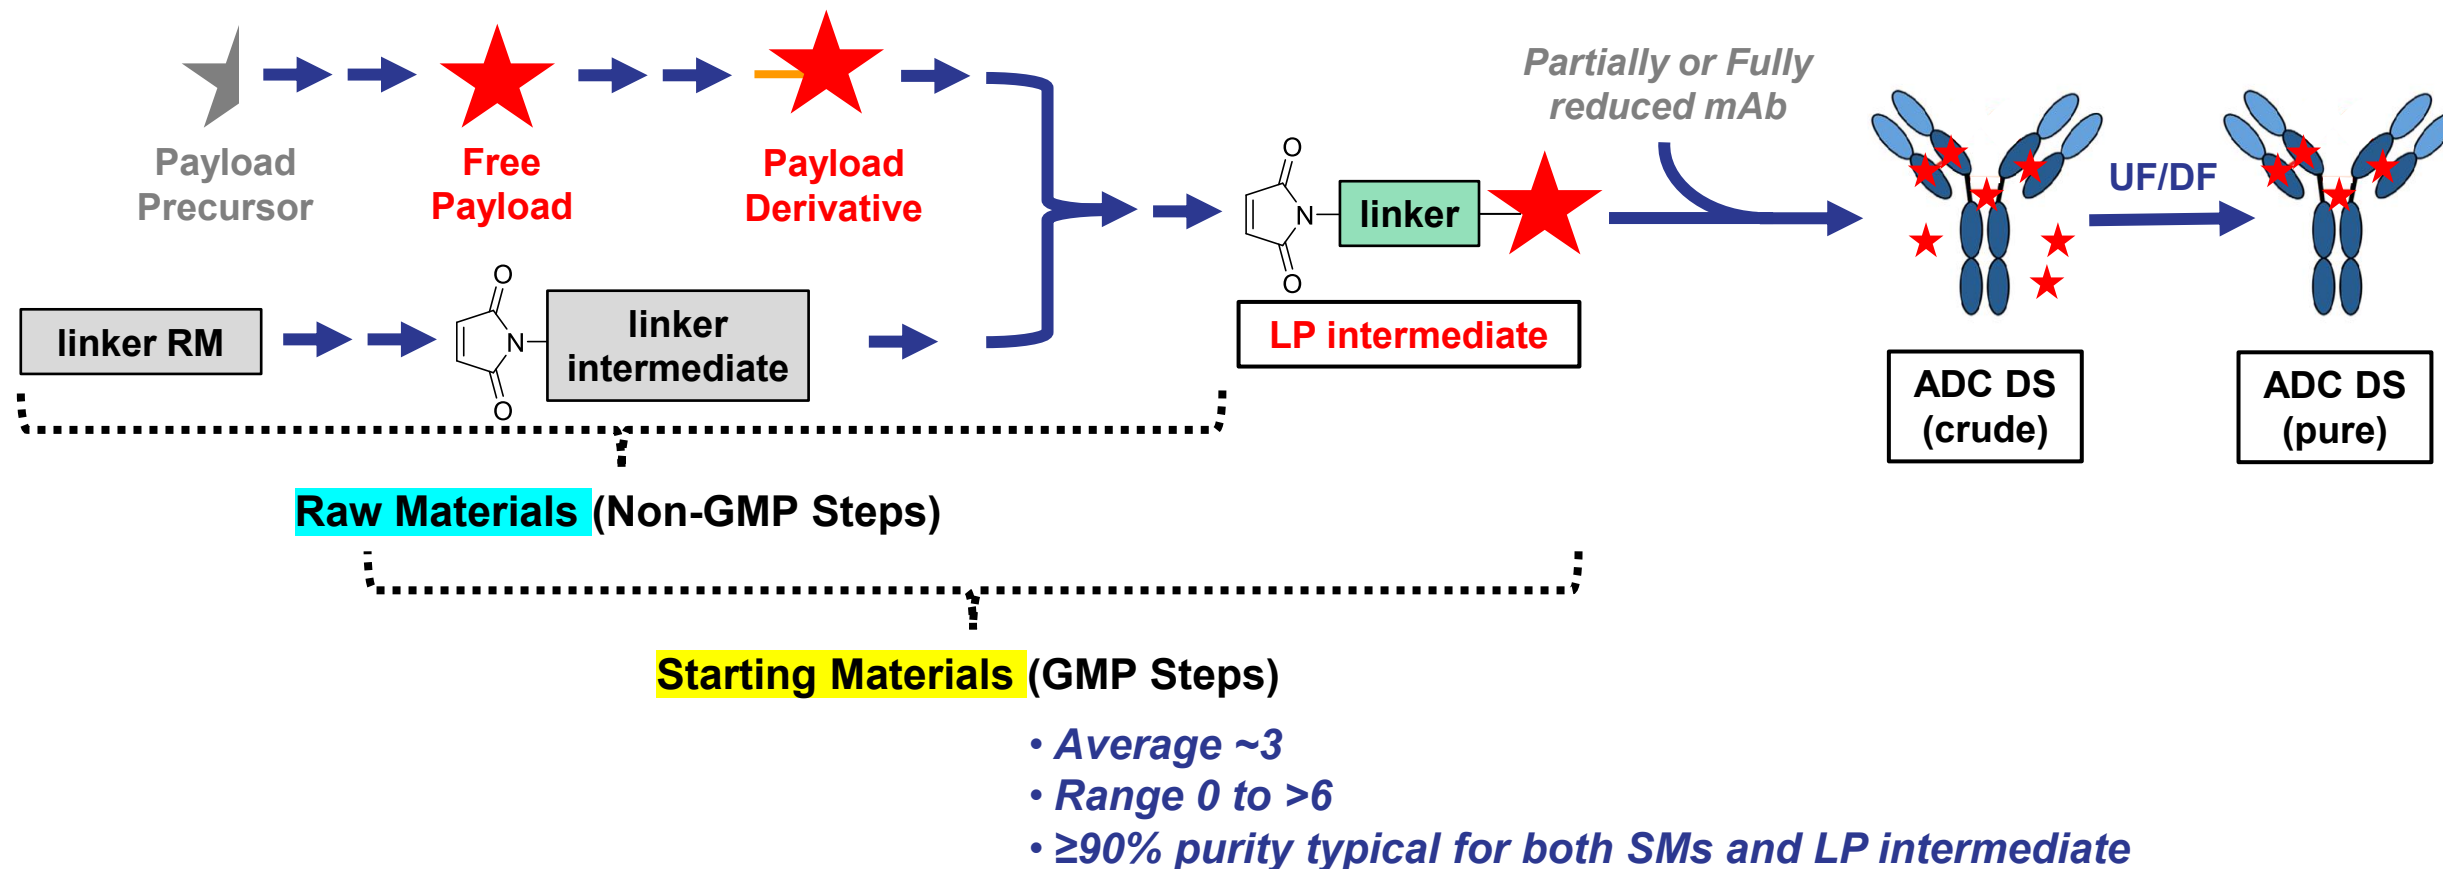 Payload
Precursor
Free
Payload
Payload
Derivative
linker RM
O
N
O
linker
intermediate
O
N
O
linker
LP intermediate
Partially or Fully
reduced mAb
ADC DS
(crude)
UF/DF
ADC DS
(pure)
Raw Materials (Non-GMP Steps)
Starting Materials (GMP Steps)
• Average ~3
• Range 0 to >6
• ≥90% purity typical for both SMs and LP intermediate